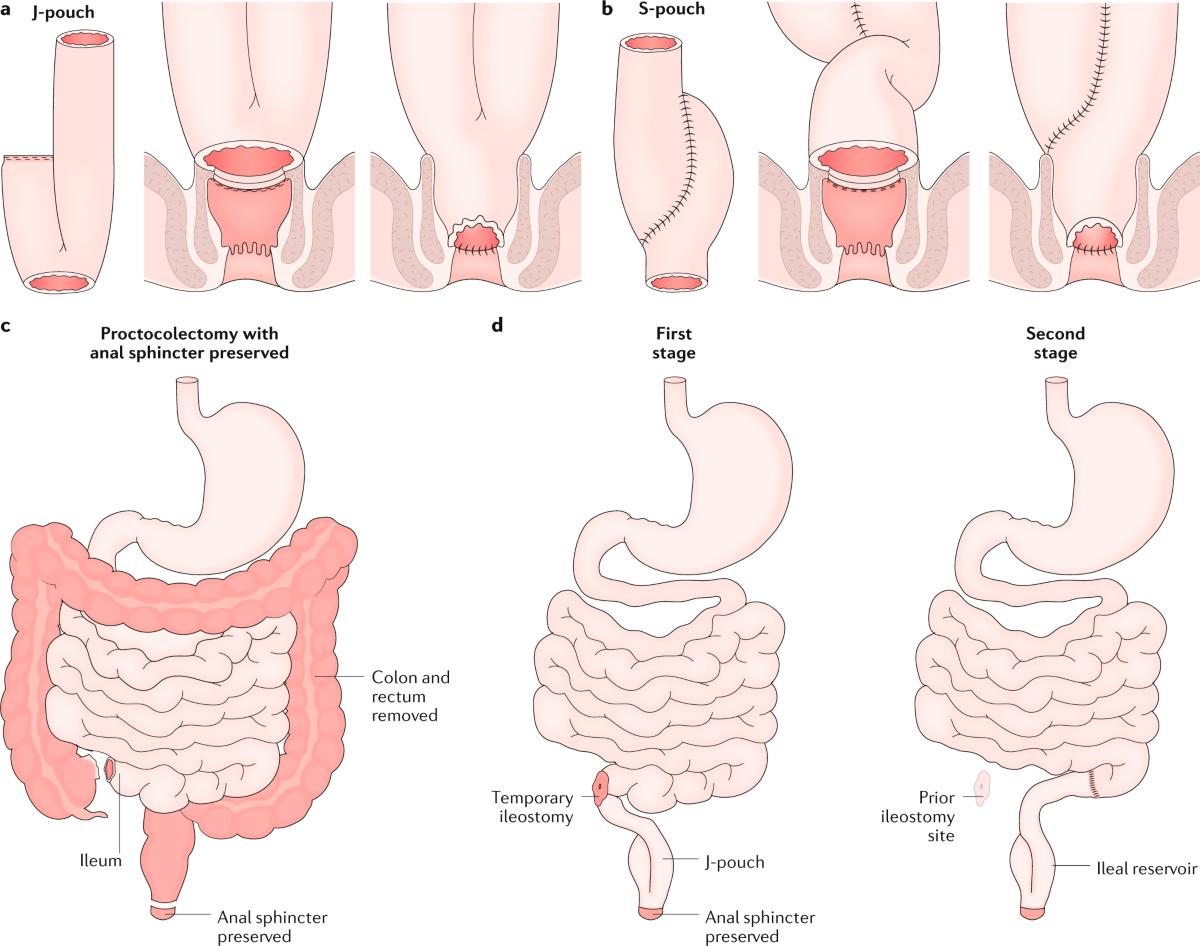 a
J-pouch
b
S-pouch
c
Proctocolectomy with
anal sphincter preserved
Colon and
rectum
removed
Ileum
Anal sphincter
preserved
d
First
stage
Temporary
ileostomy
J-pouch
Anal sphincter
preserved
Second
stage
Prior
ileostomy
site
Ileal reservoir